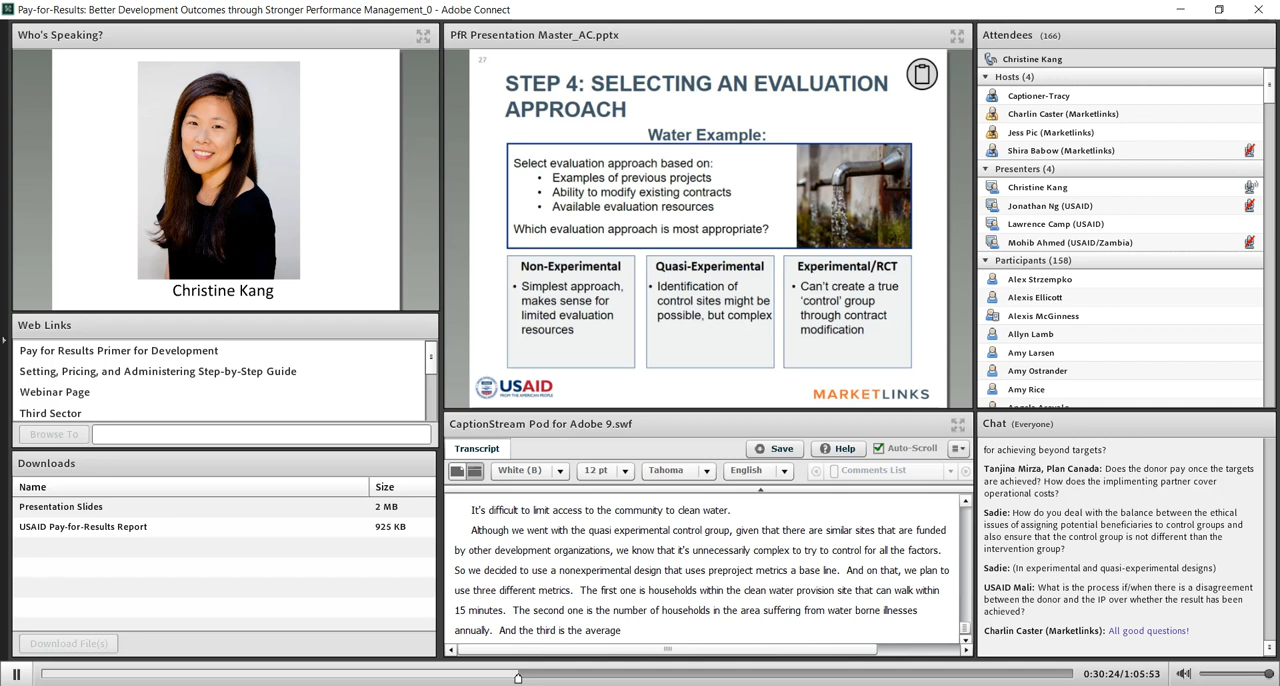 Pay-for-Results: Better Development Outcomes through Stronger Performance Management_0 - Adobe Connect
Who's Speaking?
Christine Kang
Web Links
Pay for Results Primer for Development
Setting, Pricing, and Administering Step-by-Step Guide
Webinar Page
Third Sector
Browse To
Downloads
Name Size
Presentation Slides 2 MB
USAID Pay-for-Results Report 925 KB
Download File(s)
PfR Presentation Master_AC.pptx
27
STEP 4: SELECTING AN EVALUATION
APPROACH
Water Example:
Select evaluation approach based on:
• Examples of previous projects
• Ability to modify existing contracts
• Available evaluation resources
Which evaluation approach is most appropriate?
Non-Experimental
• Simplest approach,
makes sense for
limited evaluation
resources
Quasi-Experimental
• Identification of
control sites might be
possible, but complex
Experimental/RCT
• Can't create a true
'control' group
through contract
modification
USAID
FROM THE AMERICAN PEOPLE
MARKETLINKS
CaptionStream Pod for Adobe 9.swf
Transcript
Save
Help
Auto-Scroll
White (B)
12 pt
Tahoma
English
Comments List
It's difficult to limit access to the community to clean water.
Although we went with the quasi experimental control group, given that there are similar sites that are funded
by other development organizations, we know that it's unnecessarily complex to try to control for all the factors.
So we decided to use a nonexperimental design that uses preproject metrics a base line. And on that, we plan to
use three different metrics. The first one is households within the clean water provision site that can walk within
15 minutes. The second one is the number of households in the area suffering from water borne illnesses
annually. And the third is the average
Attendees (166)
Christine Kang
Hosts (4)
Captioner-Tracy
Charlin Caster (Marketlinks)
Jess Pic (Marketlinks)
Shira Babow (Marketlinks)
Presenters (4)
Christine Kang
Jonathan Ng (USAID)
Lawrence Camp (USAID)
Mohib Ahmed (USAID/Zambia)
Participants (158)
Alex Strzempko
Alexis Ellicott
Alexis McGinness
Allyn Lamb
Amy Larsen
Amy Ostrander
Amy Rice
Chat (Everyone)
for achieving beyond targets?
Tanjina Mirza, Plan Canada: Does the donor pay once the targets
are achieved? How does the implimenting partner cover
operational costs?
Sadie: How do you deal with the balance between the ethical
issues of assigning potential beneficiaries to control groups and
also ensure that the control group is not different than the
intervention group?
Sadie: (In experimental and quasi-experimental designs)
USAID Mali: What is the process if/when there is a disagreement
between the donor and the IP over whether the result has been
achieved?
Charlin Caster (Marketlinks): All good questions!
0:30:24/1:05:53